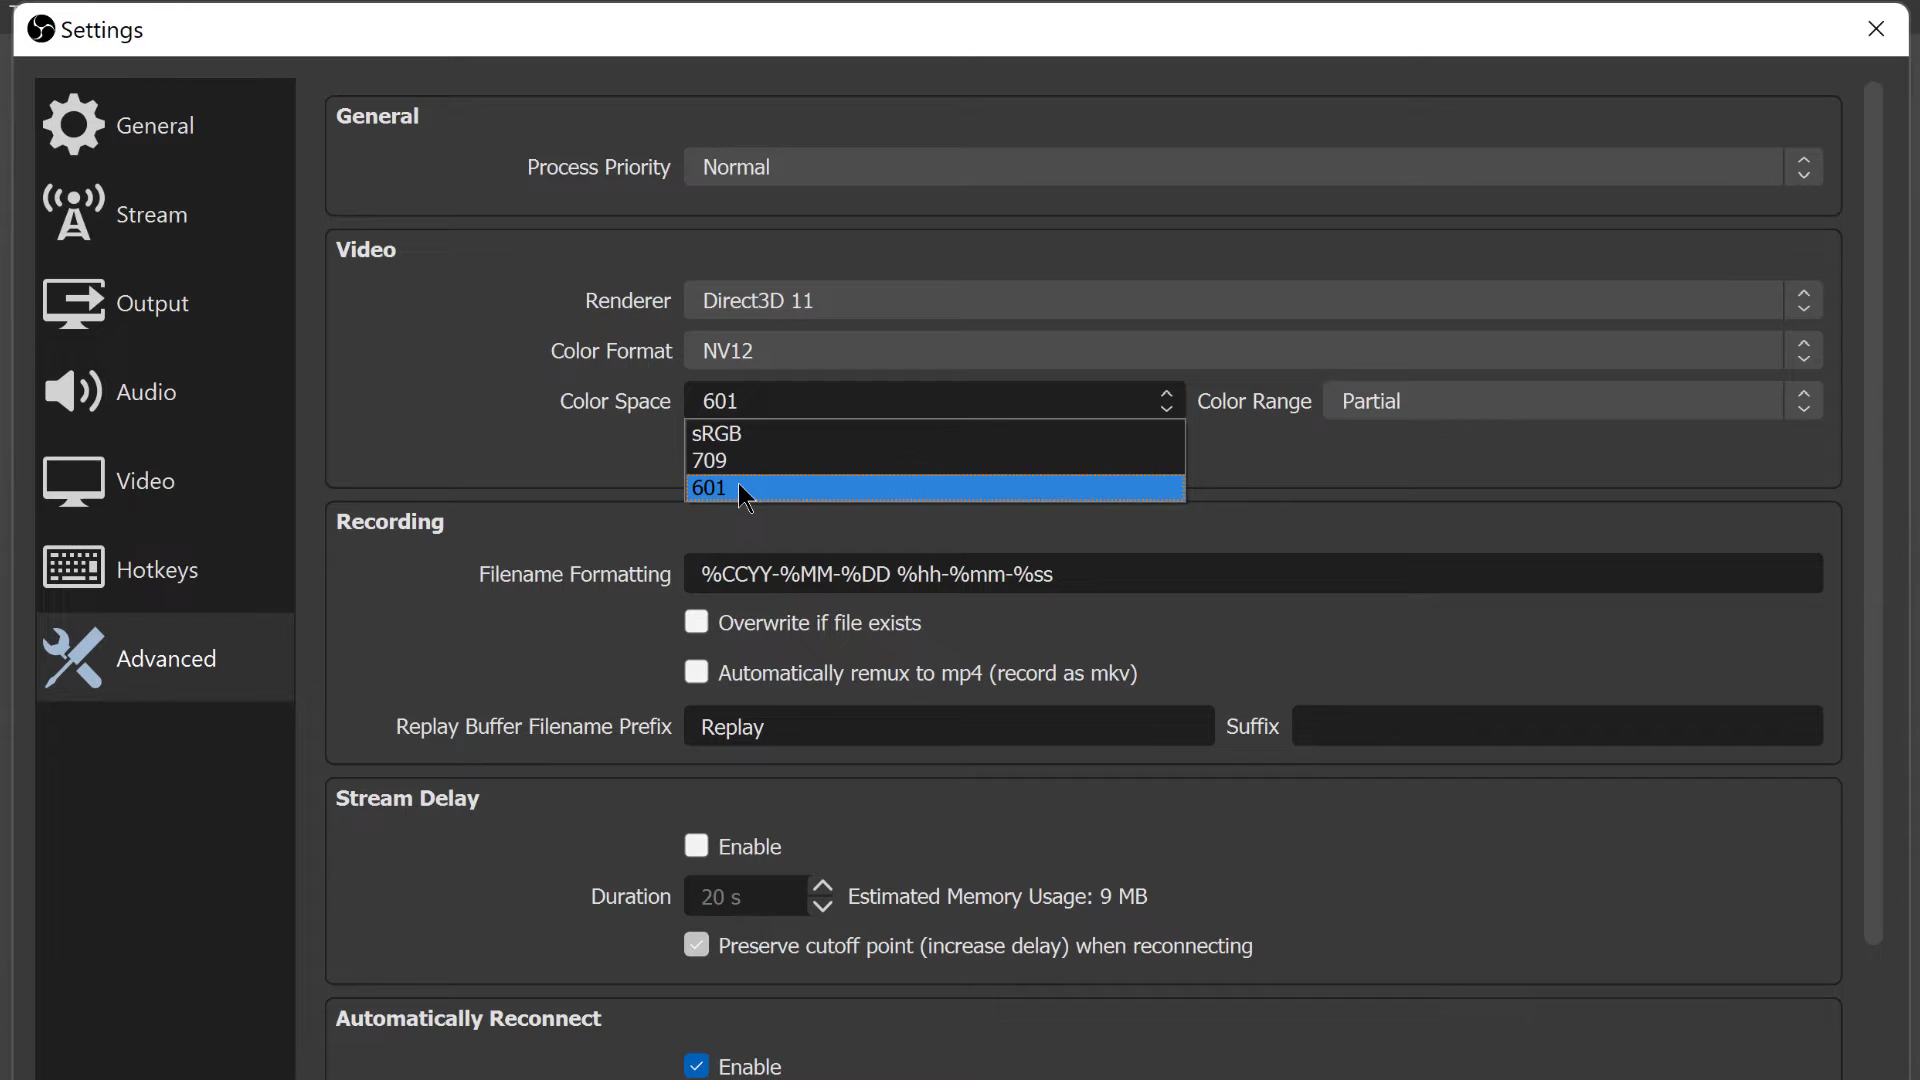 Settings
General
Stream
Output
Audio
Video
Hotkeys
Advanced
General
Process Priority Normal
Video
Renderer Direct3D 11
Color Format NV12
Color Space 601 Color Range Partial
sRGB
709
601
Recording
Filename Formatting %CCYY-%MM-%DD %hh-%mm-%ss
Overwrite if file exists
Automatically remux to mp4 (record as mkv)
Replay Buffer Filename Prefix Replay Suffix
Stream Delay
Enable
Duration 20 s Estimated Memory Usage: 9 MB
Preserve cutoff point (increase delay) when reconnecting
Automatically Reconnect
Enable